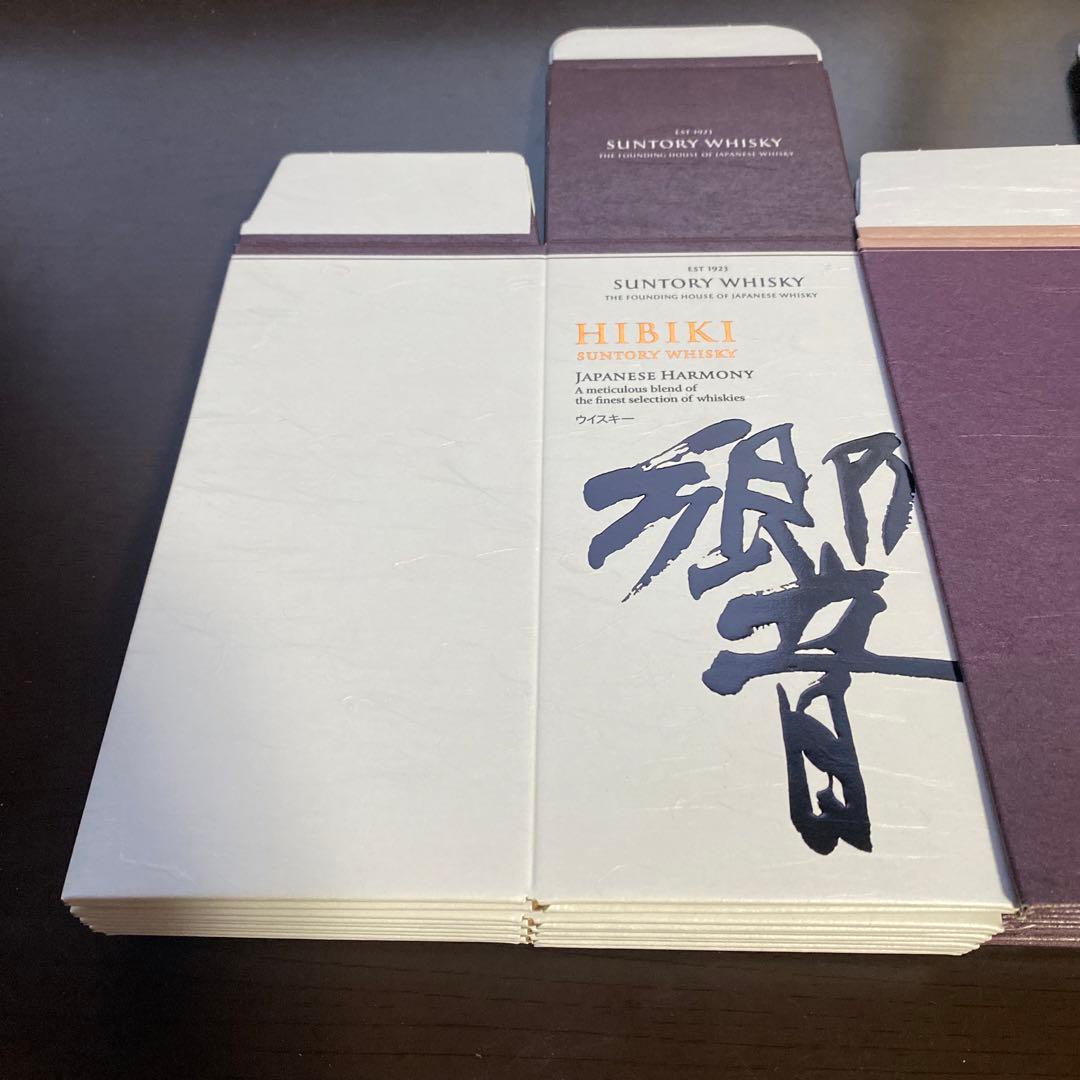 EST 1923
SUNTORY WHISKY
THE FOUNDING HOUSE OF JAPANESE WHISKY
EST 1923
SUNTORY WHISKY
THE FOUNDING HOUSE OF JAPANESE WHISKY
HIBIKI
SUNTORY WHISKY
JAPANESE HARMONY
A meticulous blend of
the finest selection of whiskies
ウイスキー
響